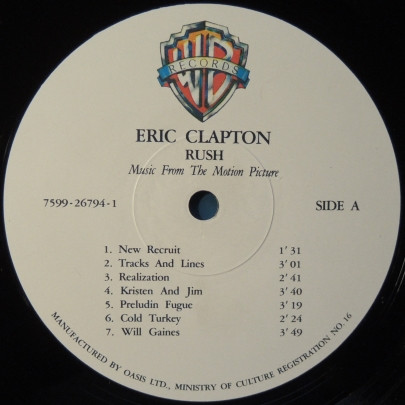 WB
RECORDS
ERIC CLAPTON
RUSH
Music From The Motion Picture
7599-26794-1
SIDE A
1. New Recruit 1'31
2. Tracks And Lines 3'01
3. Realization 2'41
4. Kristen And Jim 3'40
5. Preludin Fugue 3'19
6. Cold Turkey 2'24
7. Will Gaines 3'49
MANUFACTURED BY OASIS LTD., MINISTRY OF CULTURE REGISTRATION NO. 16